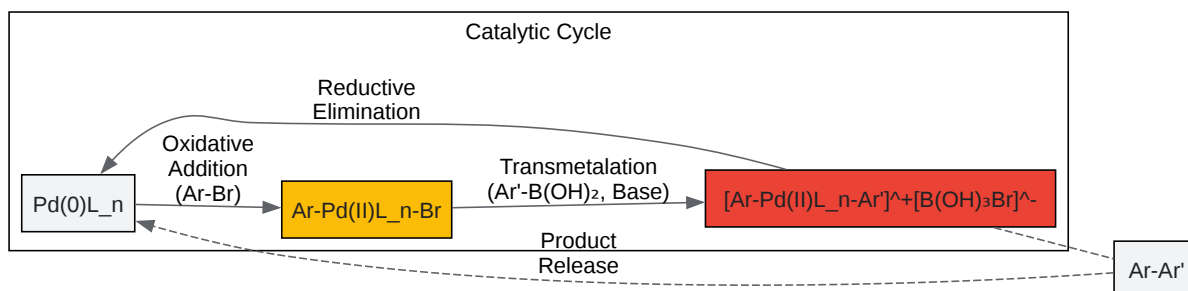 Catalytic Cycle
Reductive
Elimination
Oxidative
Addition
(Ar-Br)
Transmetalation
(Ar'-B(OH)₂, Base)
Pd(0)L_n
Ar-Pd(II)L_n-Br
[Ar-Pd(II)L_n-Ar']^+[B(OH)₃Br]^-
Product
Release
Ar-Ar'